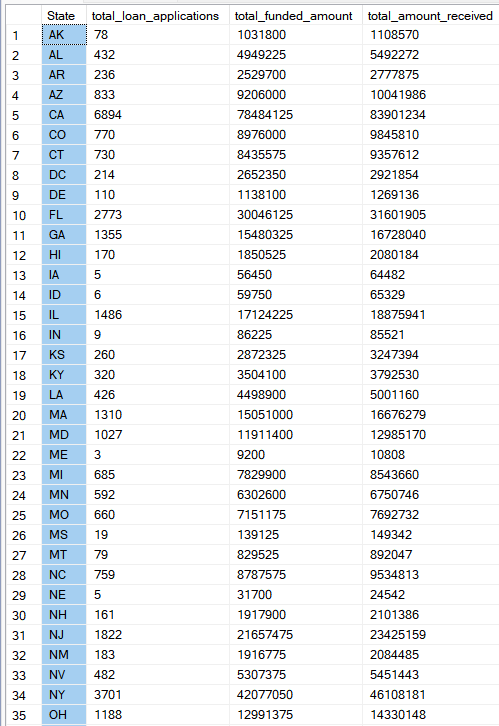 State total_loan_applications total_funded_amount total_amount_received
1 AK 78 1031800 1108570
2 AL 432 4949225 5492272
3 AR 236 2529700 2777875
4 AZ 833 9206000 10041986
5 CA 6894 78484125 83901234
6 CO 770 8976000 9845810
7 CT 730 8435575 9357612
8 DC 214 2652350 2921854
9 DE 110 1138100 1269136
10 FL 2773 30046125 31601905
11 GA 1355 15480325 16728040
12 HI 170 1850525 2080184
13 IA 5 56450 64482
14 ID 6 59750 65329
15 IL 1486 17124225 18875941
16 IN 9 86225 85521
17 KS 260 2872325 3247394
18 KY 320 3504100 3792530
19 LA 426 4498900 5001160
20 MA 1310 15051000 16676279
21 MD 1027 11911400 12985170
22 ME 3 9200 10808
23 MI 685 7829900 8543660
24 MN 592 6302600 6750746
25 MO 660 7151175 7692732
26 MS 19 139125 149342
27 MT 79 829525 892047
28 NC 759 8787575 9534813
29 NE 5 31700 24542
30 NH 161 1917900 2101386
31 NJ 1822 21657475 23425159
32 NM 183 1916775 2084485
33 NV 482 5307375 5451443
34 NY 3701 42077050 46108181
35 OH 1188 12991375 14330148